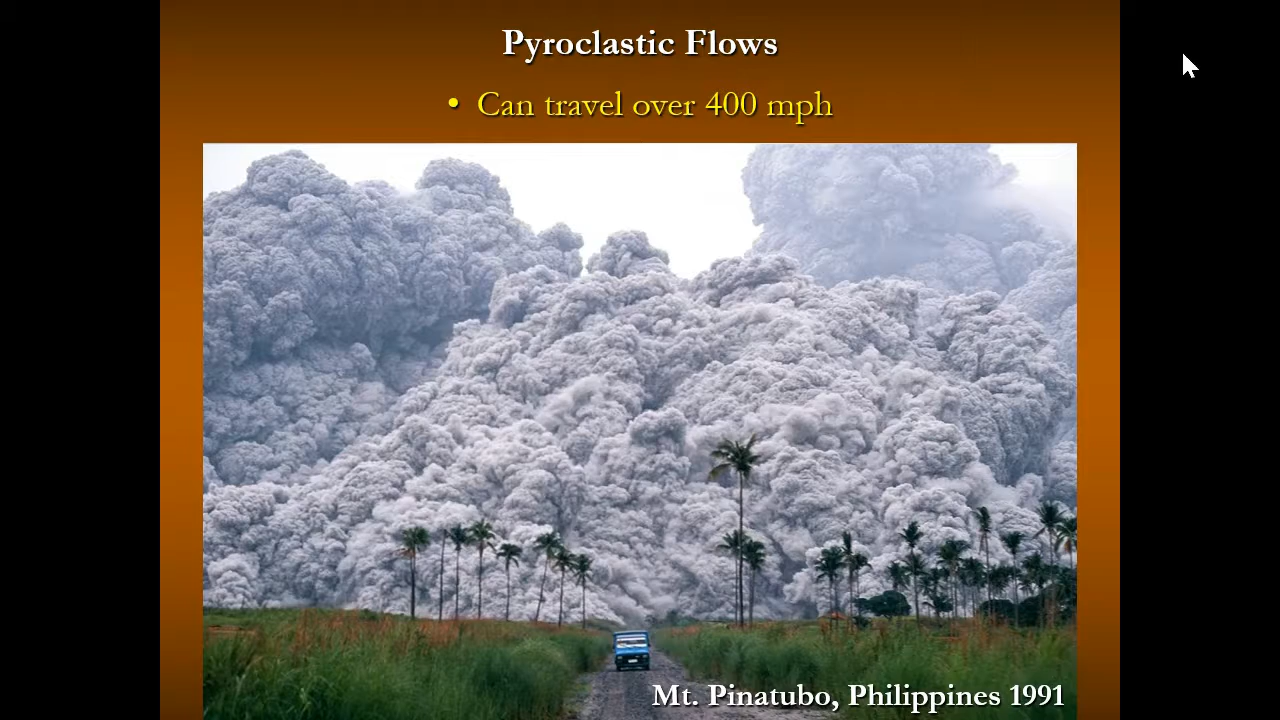 Pyroclastic Flows
• Can travel over 400 mph
Mt. Pinatubo, Philippines 1991